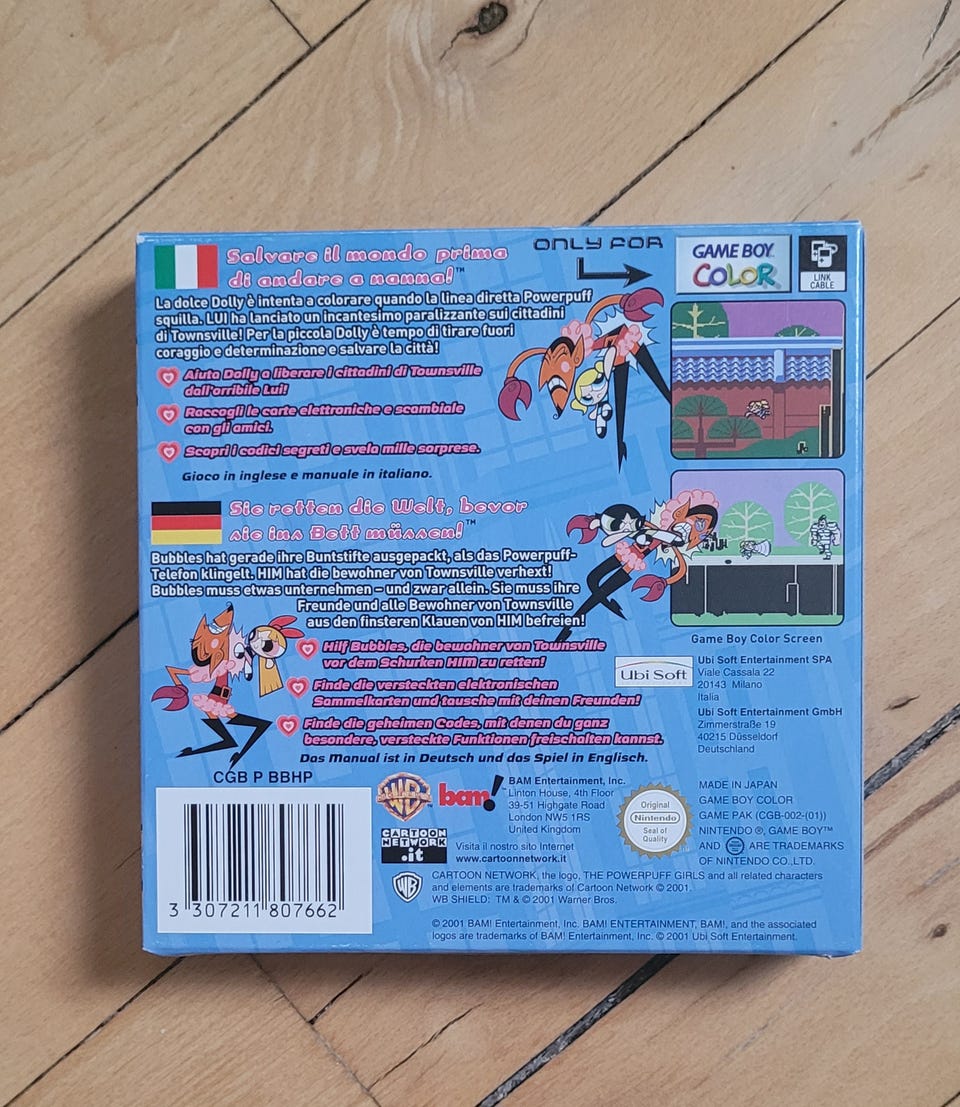 Salvare il mondo prima
di andare a nanna!™
La dolce Dolly è intenta a colorare quando la linea diretta Powerpuff
squilla. LUI ha lanciato un incantesimo paralizzante sui cittadini
di Townsville! Per la piccola Dolly è tempo di tirare fuori
coraggio e determinazione e salvare la città!
Aiuta Dolly a liberare i cittadini di Townsville
dall'orribile Lui!
Raccogli le carte elettroniche e scambiale
con gli amici.
Scopri i codici segreti e svela mille sorprese.
Gioco in inglese e manuale in italiano.
ONLY FOR
GAME BOY
COLOR
LINK
CABLE
Sie retten die Welt, bevor
sie ins Bett müssen!™
Bubbles hat gerade ihre Buntstifte ausgepackt, als das Powerpuff-
Telefon klingelt. HIM hat die bewohner von Townsville verhext!
Bubbles muss etwas unternehmen – und zwar allein. Sie muss ihre
Freunde und alle Bewohner von Townsville
aus den finsteren Klauen von HIM befreien!
Hilf Bubbles, die bewohner von Townsville
vor dem Schurken HIM zu retten!
Finde die versteckten elektronischen
Sammelkarten und tausche mit deinen Freunden!
Finde die geheimen Codes, mit denen du ganz
besondere, versteckte Funktionen freischalten kannst.
Das Manual ist in Deutsch und das Spiel in Englisch.
Game Boy Color Screen
Ubi Soft
Ubi Soft Entertainment SPA
Viale Cassala 22
20143 Milano
Italia
Ubi Soft Entertainment GmbH
Zimmerstraße 19
40215 Düsseldorf
Deutschland
CGB P BBHP
3 307211 807662
WB
bam!
BAM Entertainment, Inc.
Linton House, 4th Floor
39-51 Highgate Road
London NW5 1RS
United Kingdom
CARTOON
NETWORK
.it
Visita il nostro sito Internet
www.cartoonnetwork.it
Original
Nintendo
Seal of
Quality
MADE IN JAPAN
GAME BOY COLOR
GAME PAK (CGB-002-(01))
NINTENDO ®, GAME BOY™
AND ARE TRADEMARKS
OF NINTENDO CO.,LTD.
WB
CARTOON NETWORK, the logo, THE POWERPUFF GIRLS and all related characters
and elements are trademarks of Cartoon Network © 2001.
WB SHIELD: TM & © 2001 Warner Bros.
© 2001 BAM! Entertainment, Inc. BAM! ENTERTAINMENT, BAM!, and the associated
logos are trademarks of BAM! Entertainment, Inc. © 2001 Ubi Soft Entertainment.